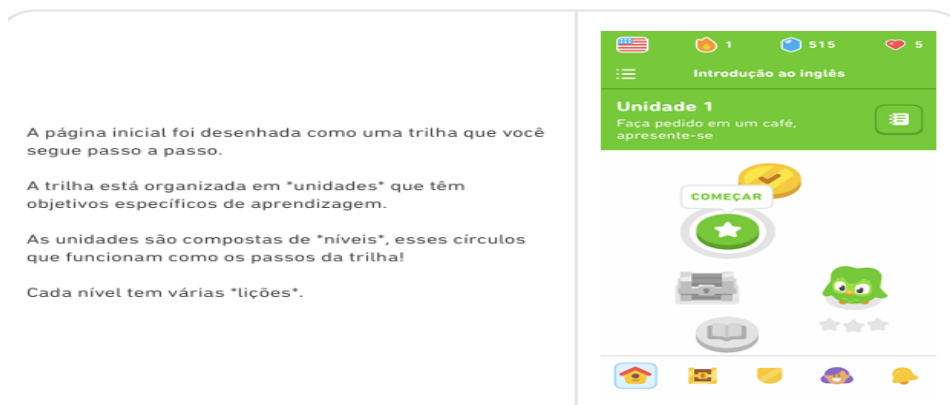 A página inicial foi desenhada como uma trilha que você
segue passo a passo.
A trilha está organizada em *unidades* que têm
objetivos específicos de aprendizagem.
As unidades são compostas de *níveis*, esses círculos
que funcionam como os passos da trilha!
Cada nível tem várias *lições*.
1
515
5
Introdução ao inglês
Unidade 1
Faça pedido em um café,
apresente-se
COMEÇAR